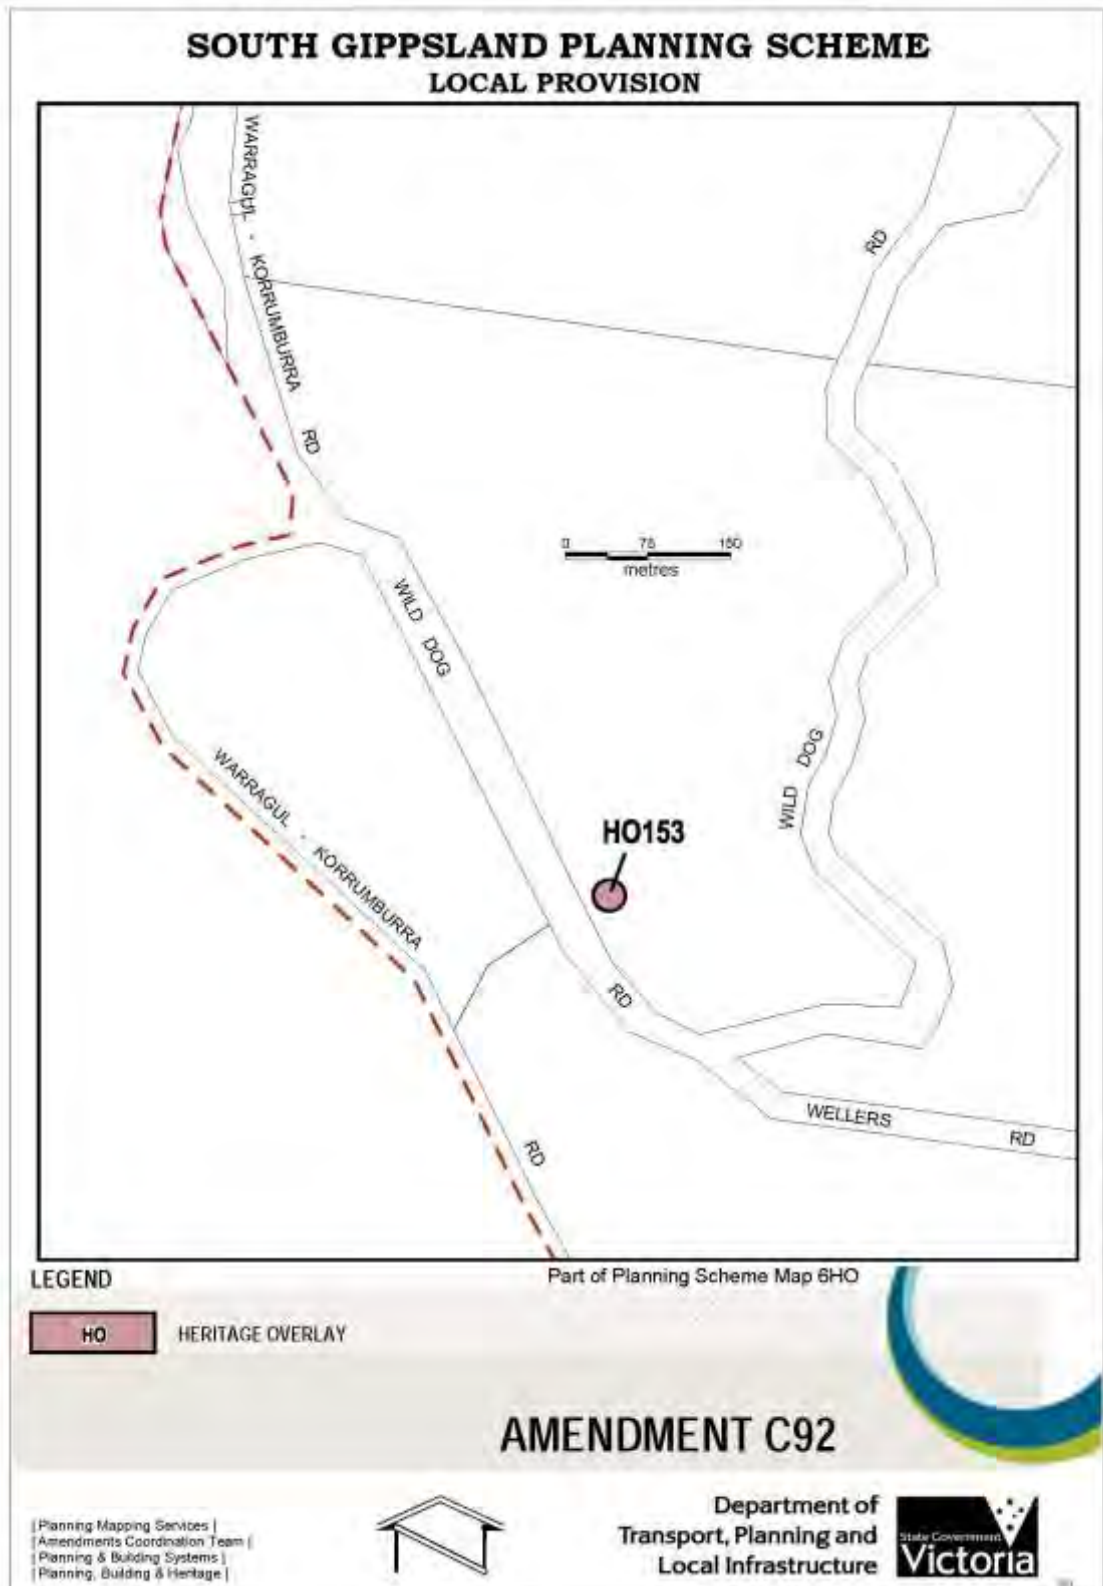 SOUTH GIPPSLAND PLANNING SCHEME
LOCAL PROVISION
WARRAGUL - KORRUMBURRA RD
RD
0 75 150
metres
WILD DOG
WILD DOG
HO153
WARRAGUL - KORRUMBURRA
RD
WELLERS RD
RD
LEGEND
Part of Planning Scheme Map 6HO
HO HERITAGE OVERLAY
AMENDMENT C92
| Planning Mapping Services |
| Amendments Coordination Team |
| Planning & Building Systems |
| Planning, Building & Heritage |
Department of
Transport, Planning and
Local Infrastructure
State Government
Victoria